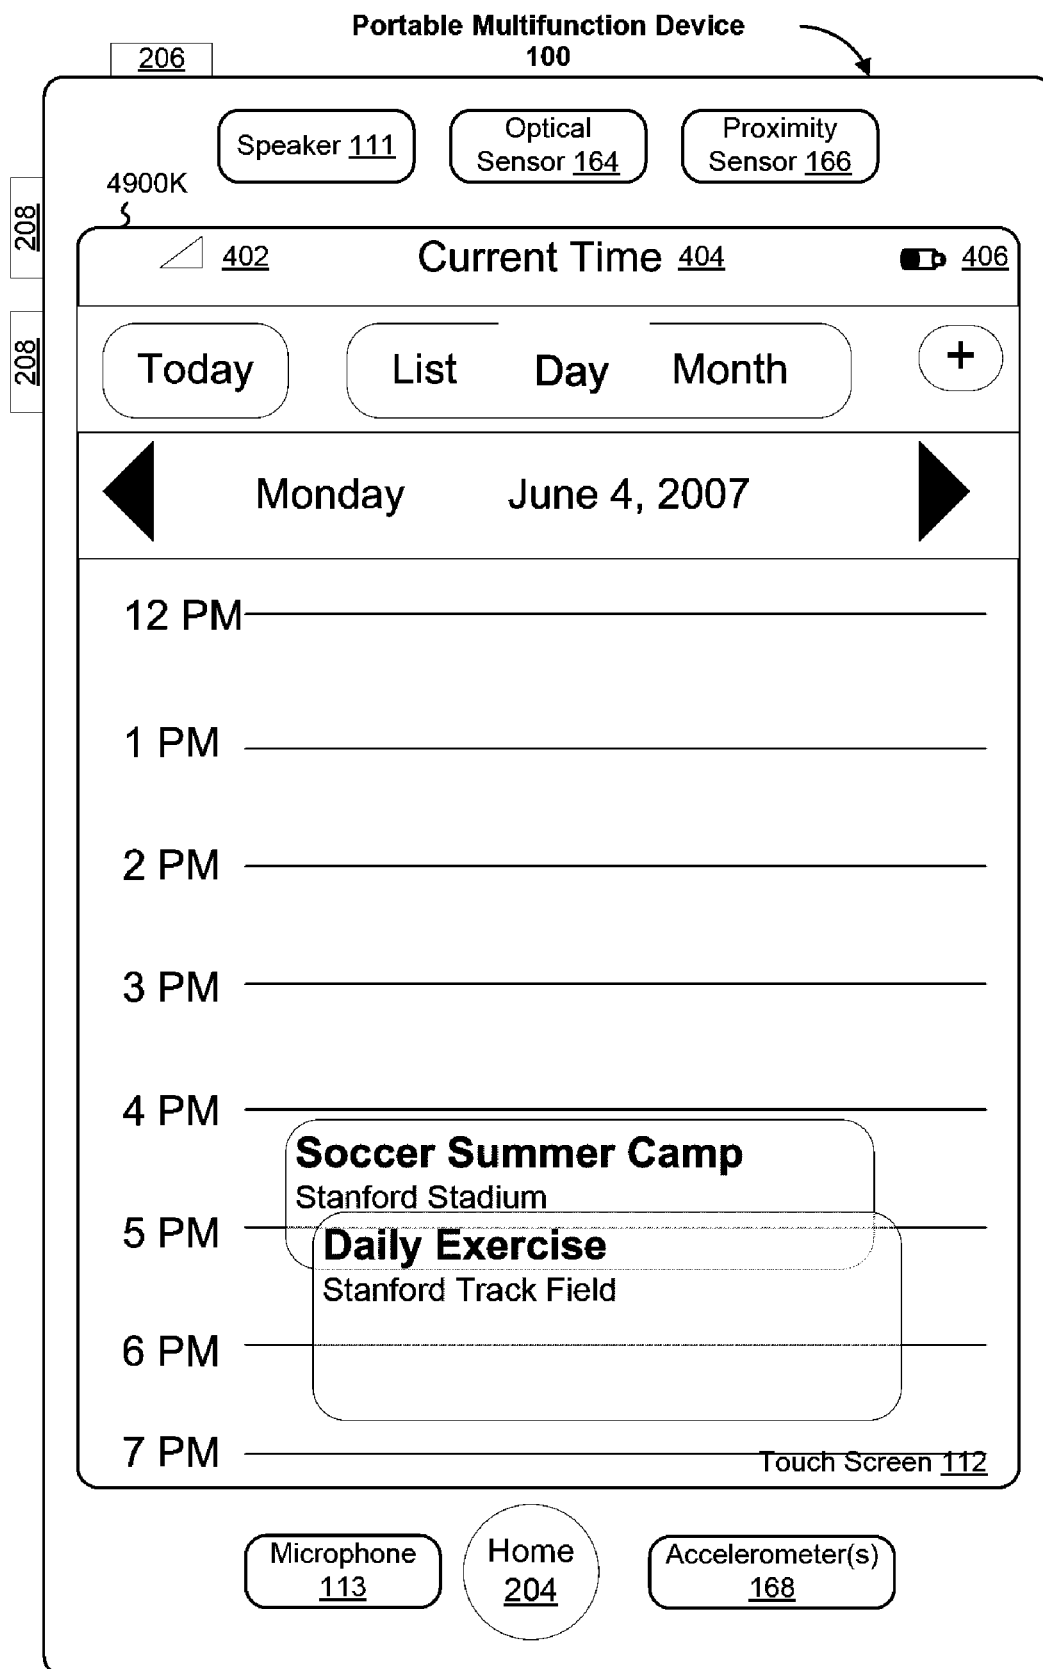 Portable Multifunction Device
100
206
Speaker 111
Optical
Sensor 164
Proximity
Sensor 166
4900K
208
208
402
Current Time 404
406
Today
List Day Month
+
Monday June 4, 2007
12 PM
1 PM
2 PM
3 PM
4 PM
Soccer Summer Camp
Stanford Stadium
5 PM
Daily Exercise
Stanford Track Field
6 PM
7 PM
Touch Screen 112
Microphone
113
Home
204
Accelerometer(s)
168